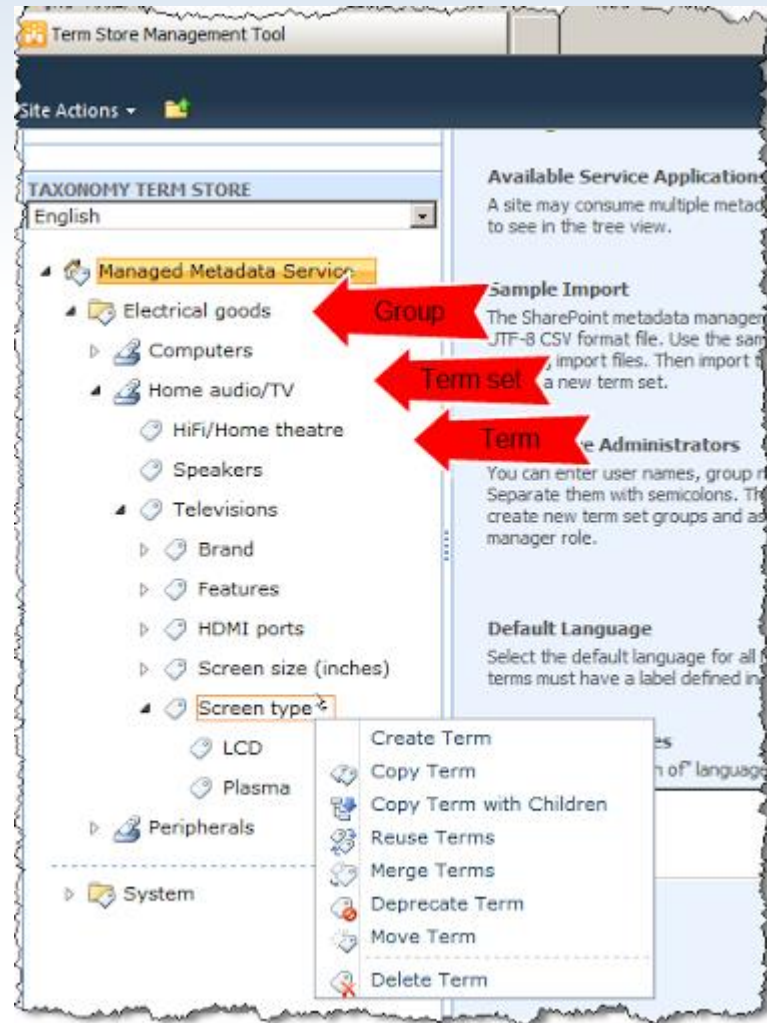 Term Store Management Tool
Site Actions
TAXONOMY TERM STORE
English
Managed Metadata Service
Electrical goods
Computers
Home audio/TV
HiFi/Home theatre
Speakers
Televisions
Brand
Features
HDMI ports
Screen size (inches)
Screen type
LCD
Plasma
Peripherals
System
Group
Term set
Term
Create Term
Copy Term
Copy Term with Children
Reuse Terms
Merge Terms
Deprecate Term
Move Term
Delete Term
Available Service Applications
A site may consume multiple
to see in the tree view.
Sample Import
The SharePoint metadata
UTF-8 CSV format file. Use the
import files. Then import
a new term set.
Administrators
You can enter user names, group
Separate them with semicolons.
create new term set groups and
manager role.
Default Language
Select the default language for all
terms must have a label defined in
of" language